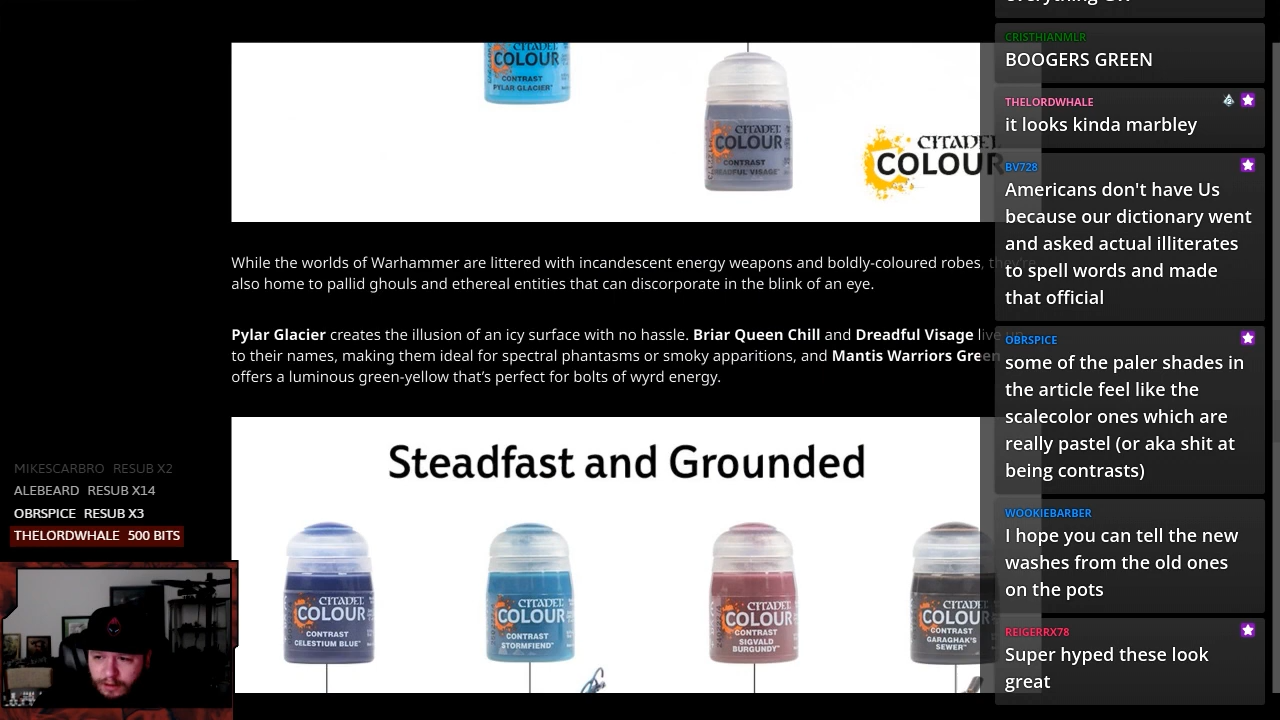 CITADEL
COLOUR
CONTRAST
PYLAR GLACIER™
CITADEL
COLOUR
CONTRAST
DREADFUL VISAGE™
CITADEL
COLOUR
While the worlds of Warhammer are littered with incandescent energy weapons and boldly-coloured robes, they're
also home to pallid ghouls and ethereal entities that can discorporate in the blink of an eye.
Pylar Glacier creates the illusion of an icy surface with no hassle. Briar Queen Chill and Dreadful Visage live up
to their names, making them ideal for spectral phantasms or smoky apparitions, and Mantis Warriors Green
offers a luminous green-yellow that's perfect for bolts of wyrd energy.
Steadfast and Grounded
CITADEL
COLOUR
CONTRAST
CELESTIUM BLUE™
CITADEL
COLOUR
CONTRAST
STORMFIEND™
CITADEL
COLOUR
CONTRAST
SIGVALD
BURGUNDY™
CITADEL
COLOUR
CONTRAST
GARAGHAK'S
SEWER™
MIKESCARBRO RESUB X2
ALEBEARD RESUB X14
OBRSPICE RESUB X3
THELORDWHALE 500 BITS
CRISTHIANMLR
BOOGERS GREEN
THELORDWHALE
it looks kinda marbley
BV728
Americans don't have Us
because our dictionary went
and asked actual illiterates
to spell words and made
that official
OBRSPICE
some of the paler shades in
the article feel like the
scalecolor ones which are
really pastel (or aka shit at
being contrasts)
WOOKIEBARBER
I hope you can tell the new
washes from the old ones
on the pots
REIGERRX78
Super hyped these look
great